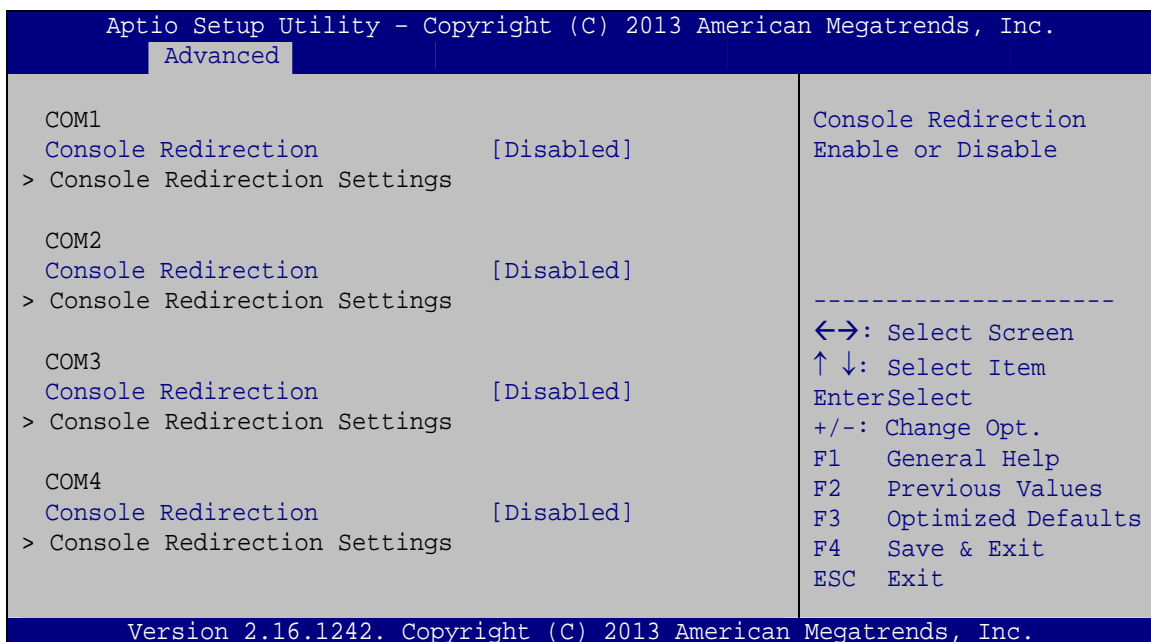 Aptio Setup Utility – Copyright (C) 2013 American Megatrends, Inc.
Advanced
COM1
Console Redirection [Disabled]
> Console Redirection Settings
COM2
Console Redirection [Disabled]
> Console Redirection Settings
COM3
Console Redirection [Disabled]
> Console Redirection Settings
COM4
Console Redirection [Disabled]
> Console Redirection Settings
Console Redirection
Enable or Disable
---------------------
←→: Select Screen
↑ ↓: Select Item
EnterSelect
+/-: Change Opt.
F1 General Help
F2 Previous Values
F3 Optimized Defaults
F4 Save & Exit
ESC Exit
Version 2.16.1242. Copyright (C) 2013 American Megatrends, Inc.